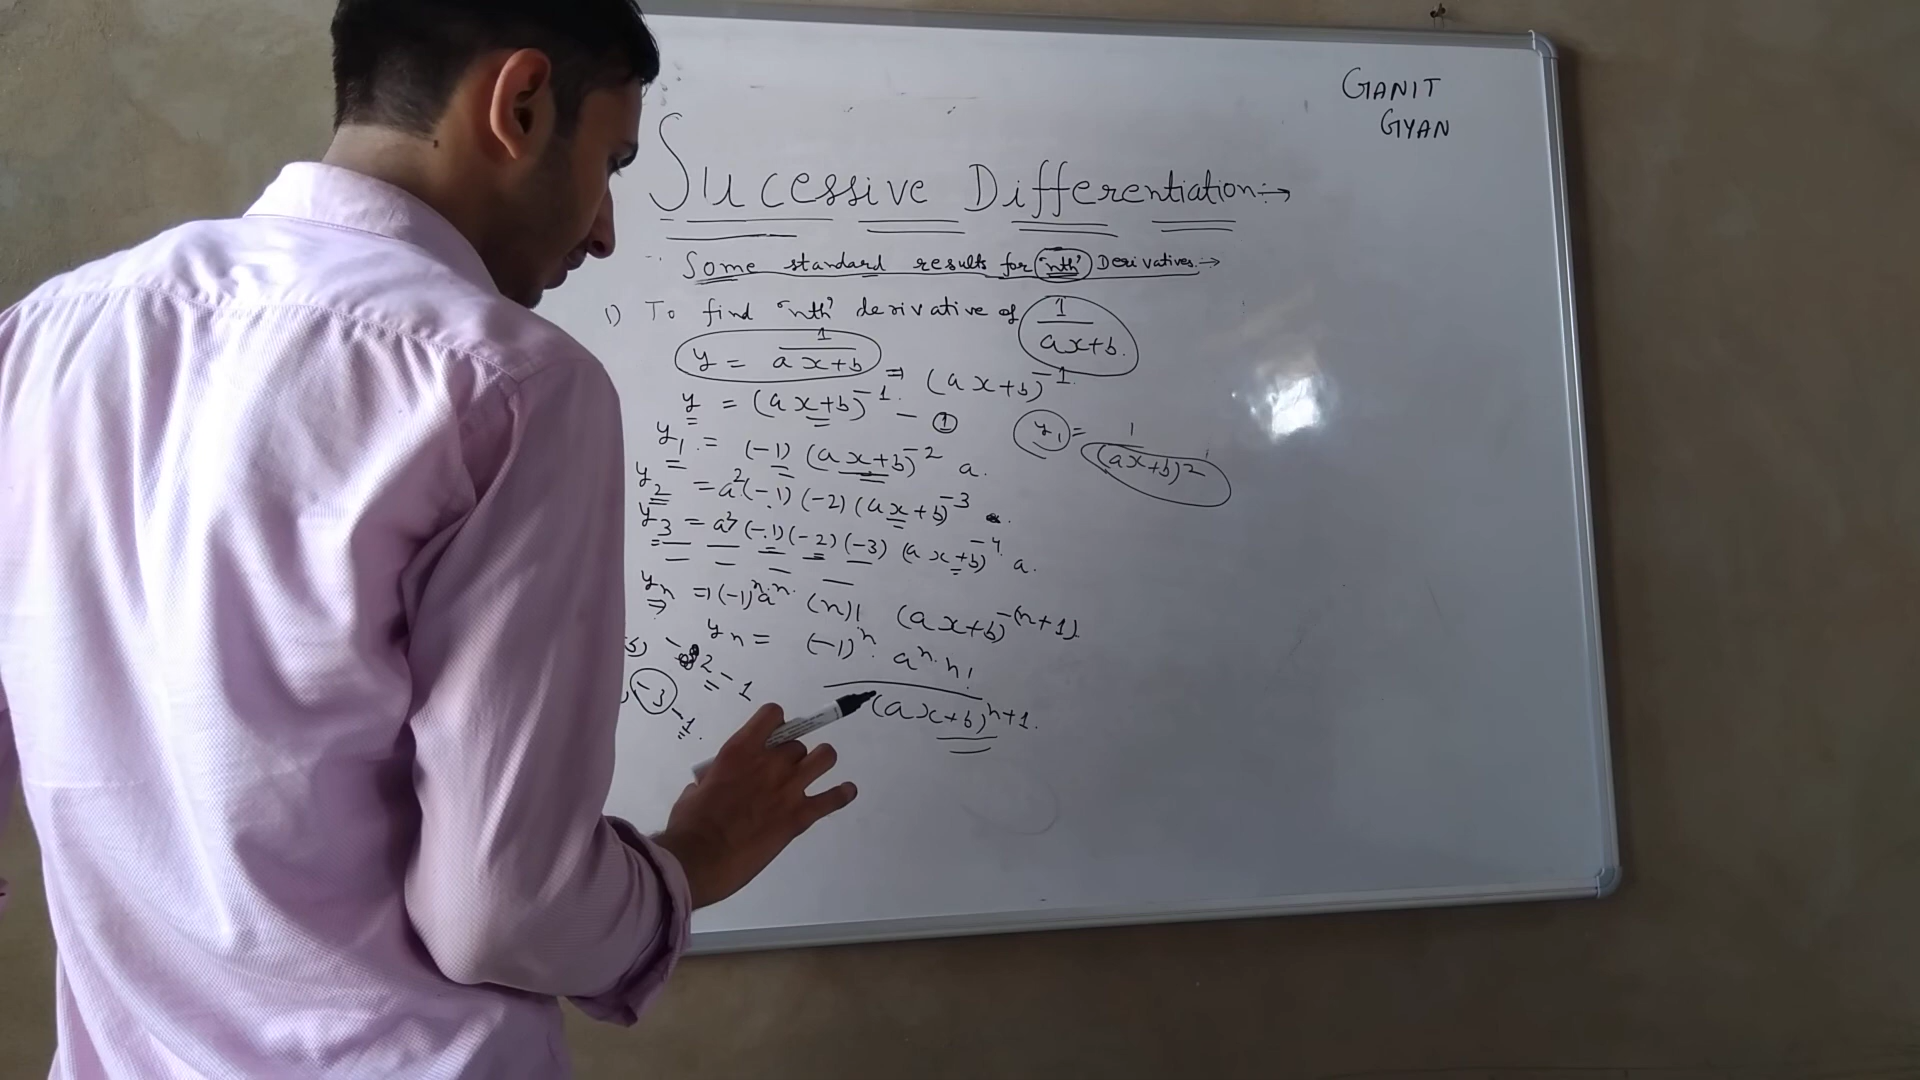 GANIT
GYAN
Sucessive Differentiation :→
Some standard results for 'nth' Derivatives. :→
1) To find 'nth' derivative of 1/(ax+b).
y = 1/(ax+b) ⇒ (ax+b)^-1.
y = (ax+b)^-1. — ①
y₁ = (-1) (ax+b)^-2 a.
y₁ = 1/(ax+b)²
y₂ = a²(-1) (-2) (ax+b)^-3
y₃ = a² (-1) (-2) (-3) (ax+b)^-4. a.
yₙ ⇒ (-1)ⁿ aⁿ. (n)! (ax+b)^-(n+1)
yₙ = (-1)ⁿ. aⁿ. n! / (ax+b)^n+1.
-2 -1
-3 -1.